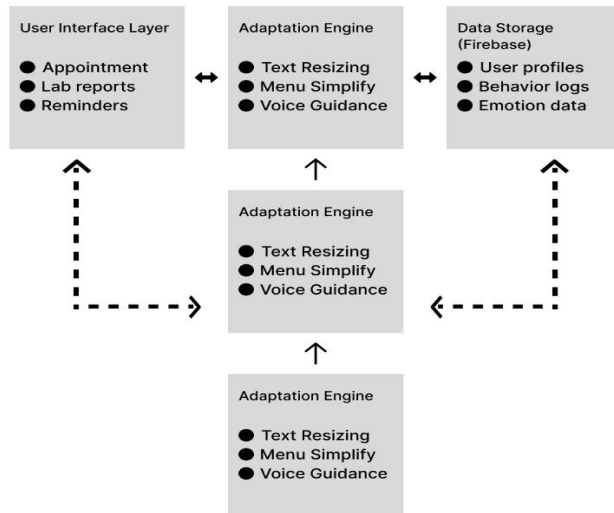 User Interface Layer
Appointment
Lab reports
Reminders
Adaptation Engine
Text Resizing
Menu Simplify
Voice Guidance
Data Storage
(Firebase)
User profiles
Behavior logs
Emotion data
Adaptation Engine
Text Resizing
Menu Simplify
Voice Guidance
Adaptation Engine
Text Resizing
Menu Simplify
Voice Guidance